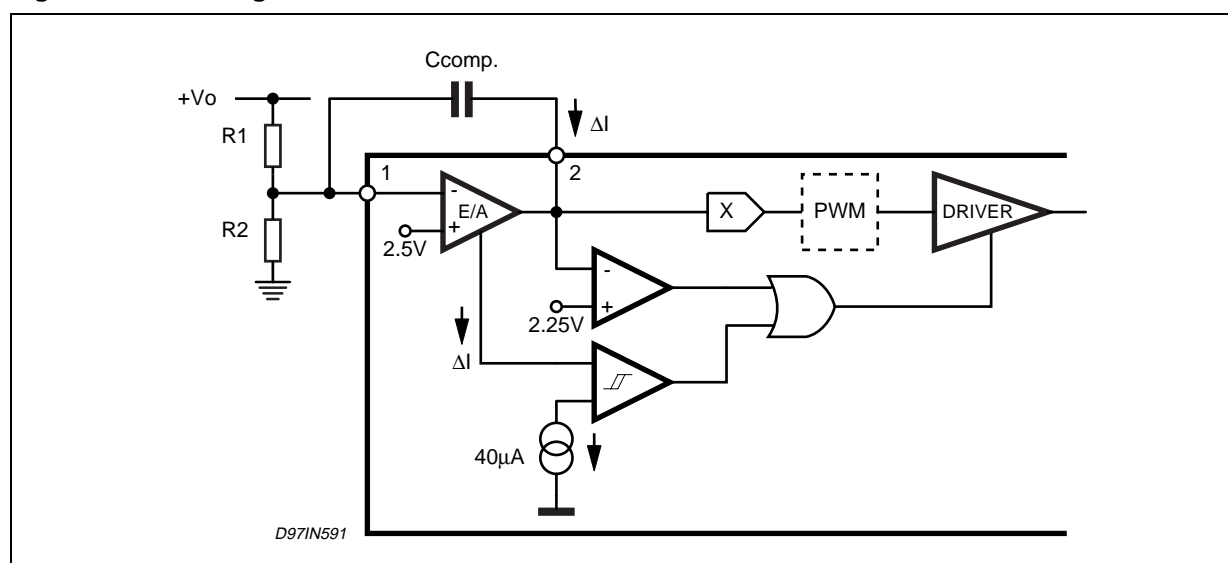 Ccomp.
+Vo
ΔI
R1
1
2
-
E/A
X
PWM
DRIVER
R2
+
2.5V
-
+
2.25V
ΔI
40μA
D97IN591